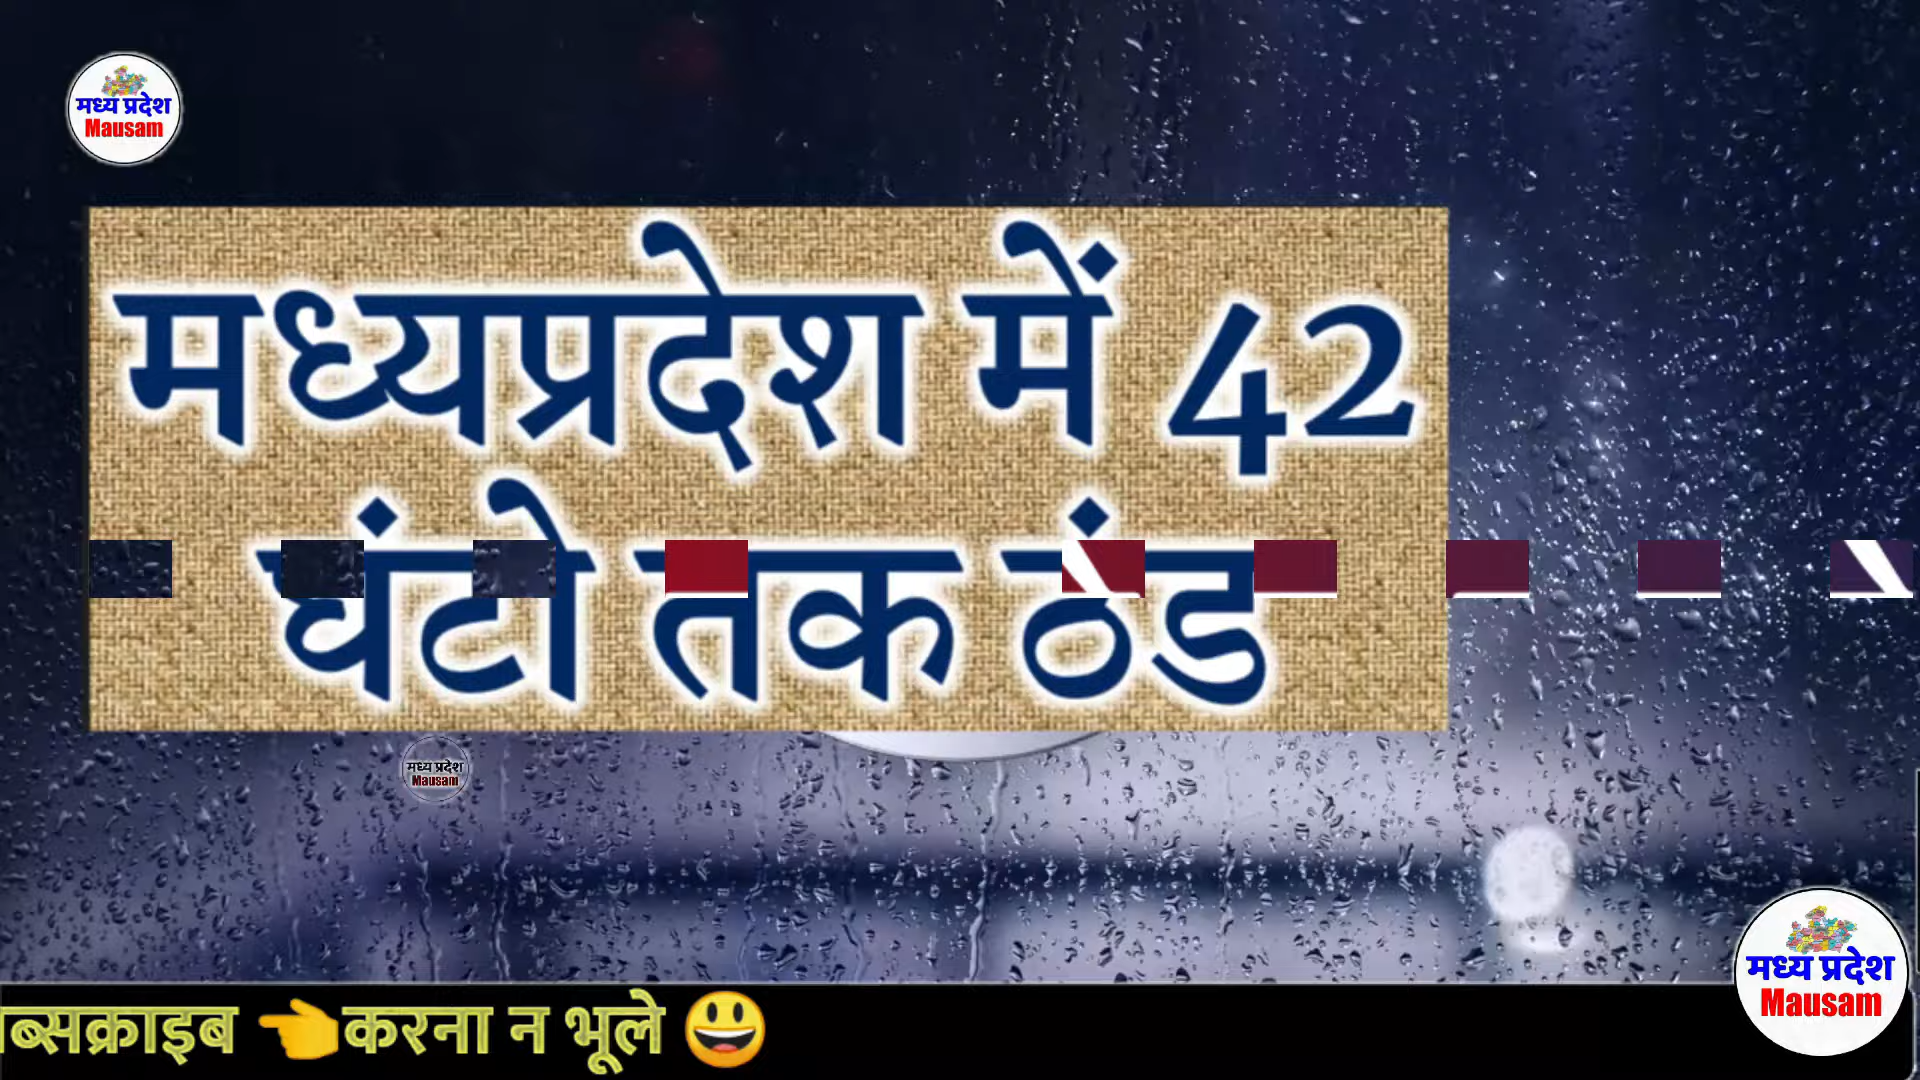 मध्य प्रदेश
Mausam
मध्यप्रदेश में 42
घंटो तक ठंड
मध्य प्रदेश
Mausam
मध्य प्रदेश
Mausam
ब्सक्राइब 👈करना न भूले 😃